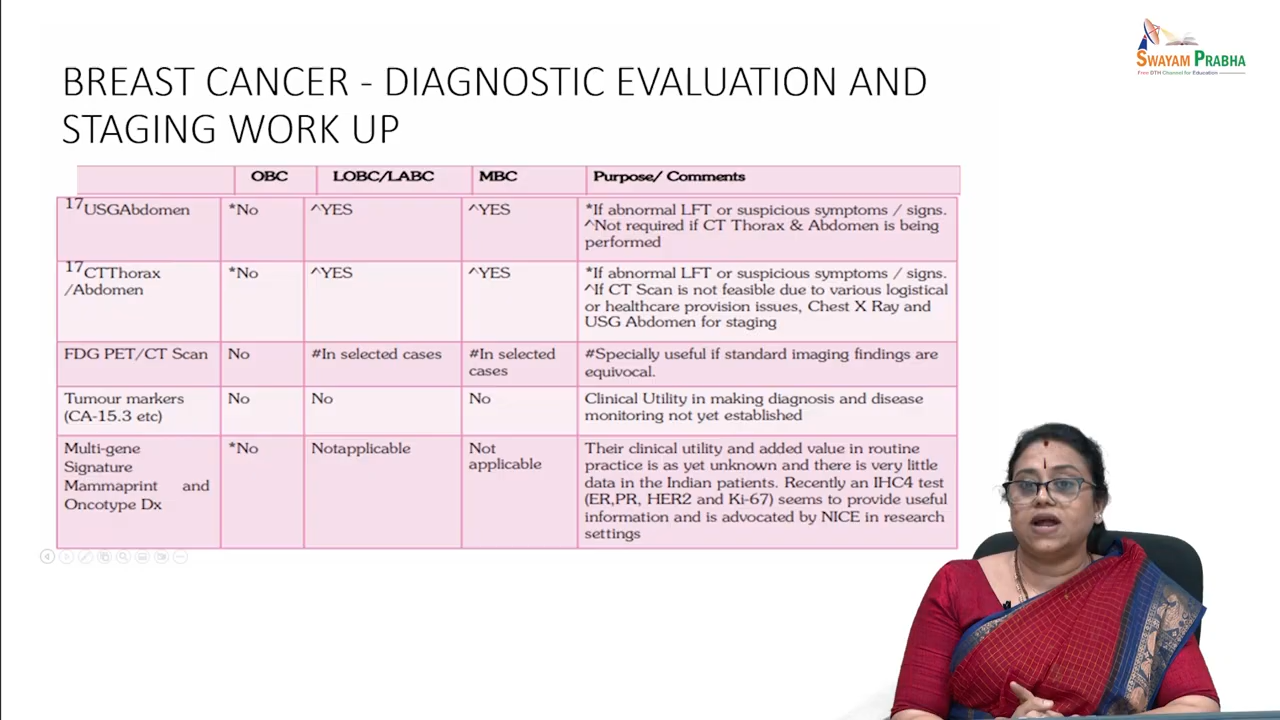 SWAYAM PRABHA
Free DTH Channel for Education
BREAST CANCER - DIAGNOSTIC EVALUATION AND
STAGING WORK UP
OBC LOBC/LABC MBC Purpose/ Comments
17USGAbdomen *No ^YES ^YES *If abnormal LFT or suspicious symptoms / signs.
^Not required if CT Thorax & Abdomen is being
performed
17CTThorax *No ^YES ^YES *If abnormal LFT or suspicious symptoms / signs.
/Abdomen ^If CT Scan is not feasible due to various logistical
or healthcare provision issues, Chest X Ray and
USG Abdomen for staging
FDG PET/CT Scan No #In selected cases #In selected #Specially useful if standard imaging findings are
cases equivocal.
Tumour markers No No No Clinical Utility in making diagnosis and disease
(CA-15.3 etc) monitoring not yet established
Multi-gene *No Notapplicable Not Their clinical utility and added value in routine
Signature applicable practice is as yet unknown and there is very little
Mammaprint and data in the Indian patients. Recently an IHC4 test
Oncotype Dx (ER,PR, HER2 and Ki-67) seems to provide useful
information and is advocated by NICE in research
settings